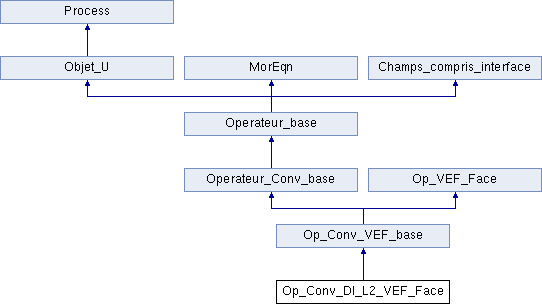 Process
Objet_U
MorEqn
Champs_compris_interface
Operateur_base
Operateur_Conv_base
Op_VEF_Face
Op_Conv_VEF_base
Op_Conv_DI_L2_VEF_Face